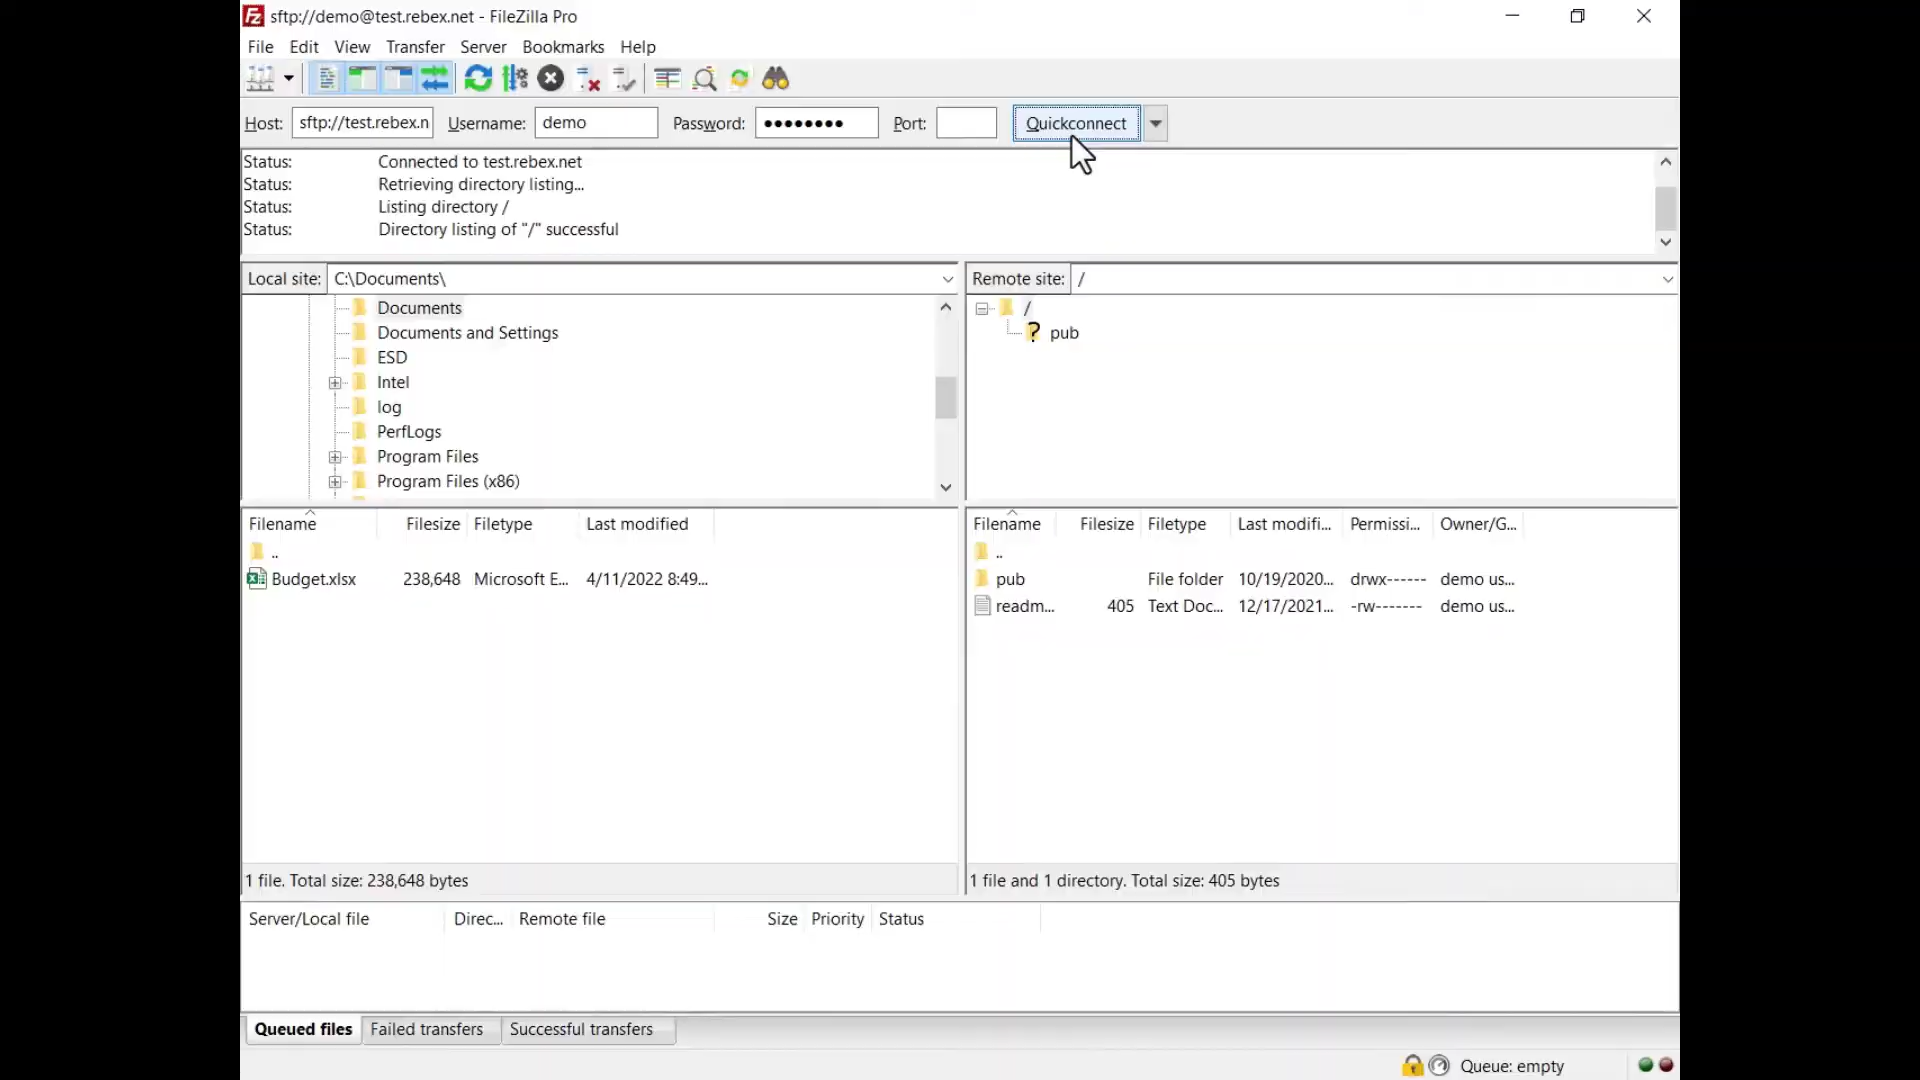 sftp://demo@test.rebex.net - FileZilla Pro
File Edit View Transfer Server Bookmarks Help
Host: sftp://test.rebex.n Username: demo Password: ●●●●●●●● Port: Quickconnect
Status: Connected to test.rebex.net
Status: Retrieving directory listing...
Status: Listing directory /
Status: Directory listing of "/" successful
Local site: C:\Documents\
Documents
Documents and Settings
ESD
Intel
log
PerfLogs
Program Files
Program Files (x86)
Remote site: /
/
? pub
Filename Filesize Filetype Last modified
..
Budget.xlsx 238,648 Microsoft E... 4/11/2022 8:49...
1 file. Total size: 238,648 bytes
Filename Filesize Filetype Last modifi... Permissi... Owner/G...
..
pub File folder 10/19/2020... drwx------ demo us...
readm... 405 Text Doc... 12/17/2021... -rw------- demo us...
1 file and 1 directory. Total size: 405 bytes
Server/Local file Direc... Remote file Size Priority Status
Queued files Failed transfers Successful transfers
Queue: empty